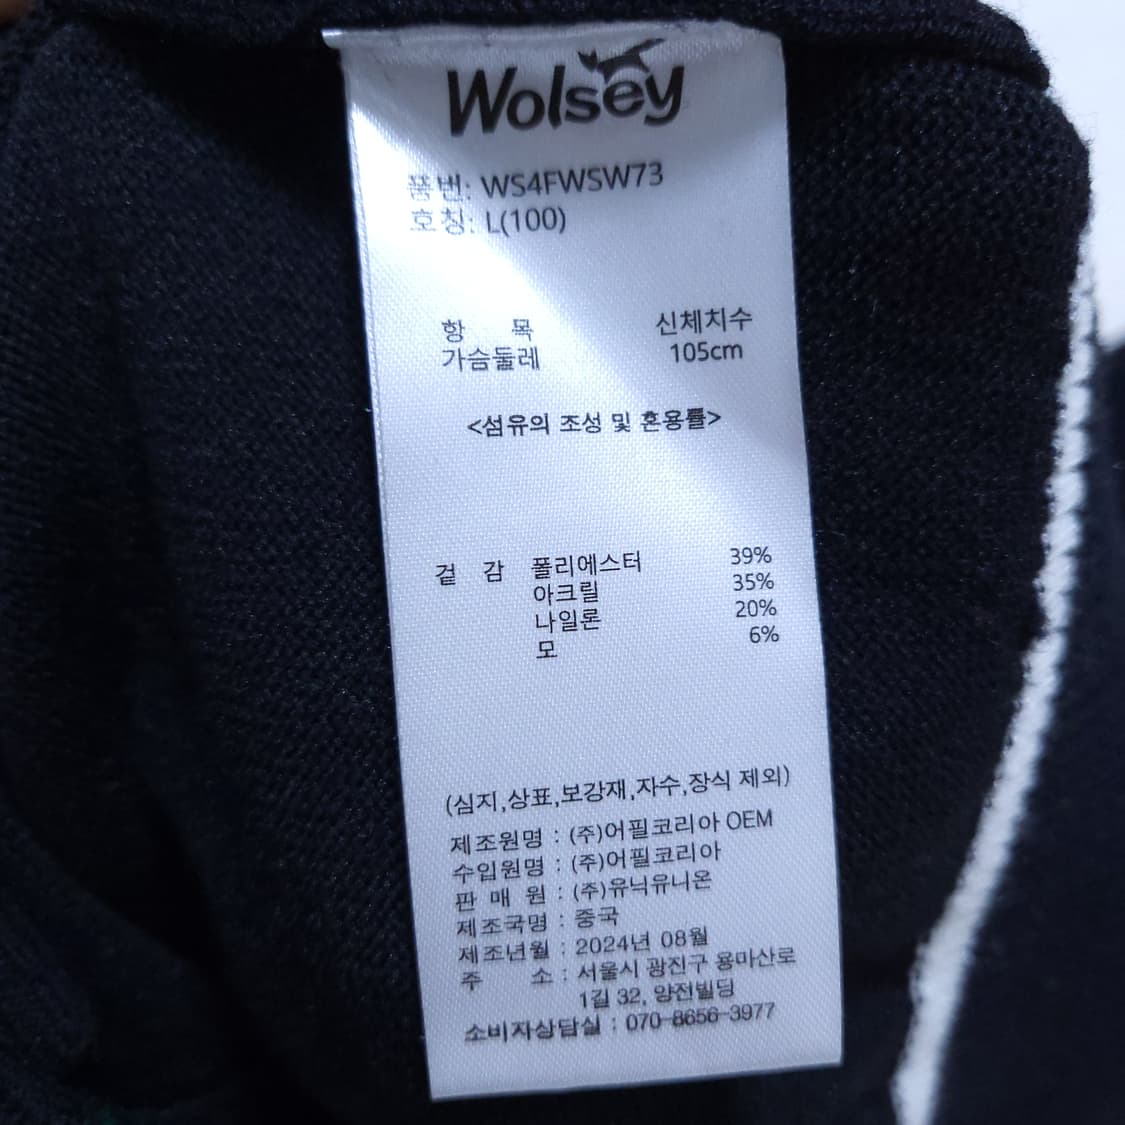 Wolsey
품번: WS4FWSW73
호칭: L(100)
항 목 신체치수
가슴둘레 105cm
<섬유의 조성 및 혼용률>
겉 감 폴리에스터 39%
아크릴 35%
나일론 20%
모 6%
(심지,상표,보강재,자수,장식 제외)
제조원명 : (주)어필코리아 OEM
수입원명 : (주)어필코리아
판 매 원 : (주)유닉유니온
제조국명 : 중국
제조년월 : 2024년 08월
주 소 : 서울시 광진구 용마산로
1길 32, 양전빌딩
소비자상담실 : 070-8656-3977